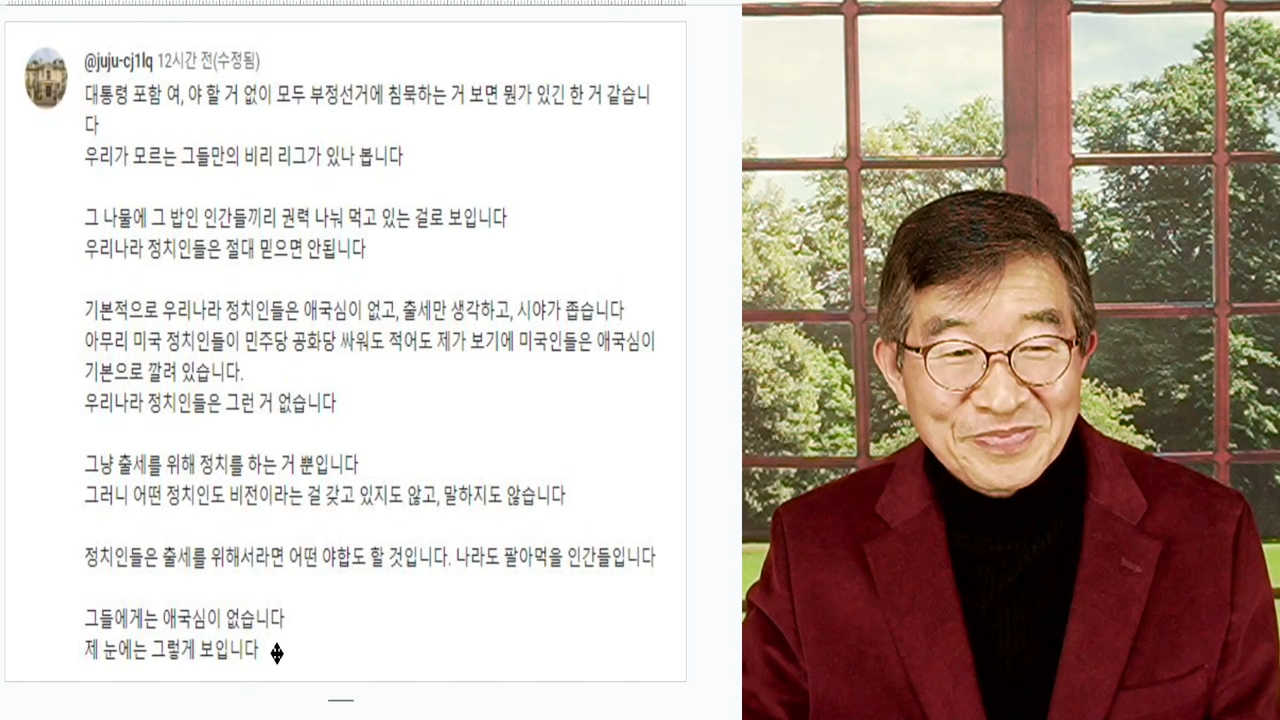 @juju-cj1lq 12시간 전(수정됨)
대통령 포함 여, 야 할 거 없이 모두 부정선거에 침묵하는 거 보면 뭔가 있긴 한 거 같습니
다
우리가 모르는 그들만의 비리 리그가 있나 봅니다
그 나물에 그 밥인 인간들끼리 권력 나눠 먹고 있는 걸로 보입니다
우리나라 정치인들은 절대 믿으면 안됩니다
기본적으로 우리나라 정치인들은 애국심이 없고, 출세만 생각하고, 시야가 좁습니다
아무리 미국 정치인들이 민주당 공화당 싸워도 적어도 제가 보기에 미국인들은 애국심이
기본으로 깔려 있습니다.
우리나라 정치인들은 그런 거 없습니다
그냥 출세를 위해 정치를 하는 거 뿐입니다
그러니 어떤 정치인도 비전이라는 걸 갖고 있지도 않고, 말하지도 않습니다
정치인들은 출세를 위해서라면 어떤 야합도 할 것입니다. 나라도 팔아먹을 인간들입니다
그들에게는 애국심이 없습니다
제 눈에는 그렇게 보입니다